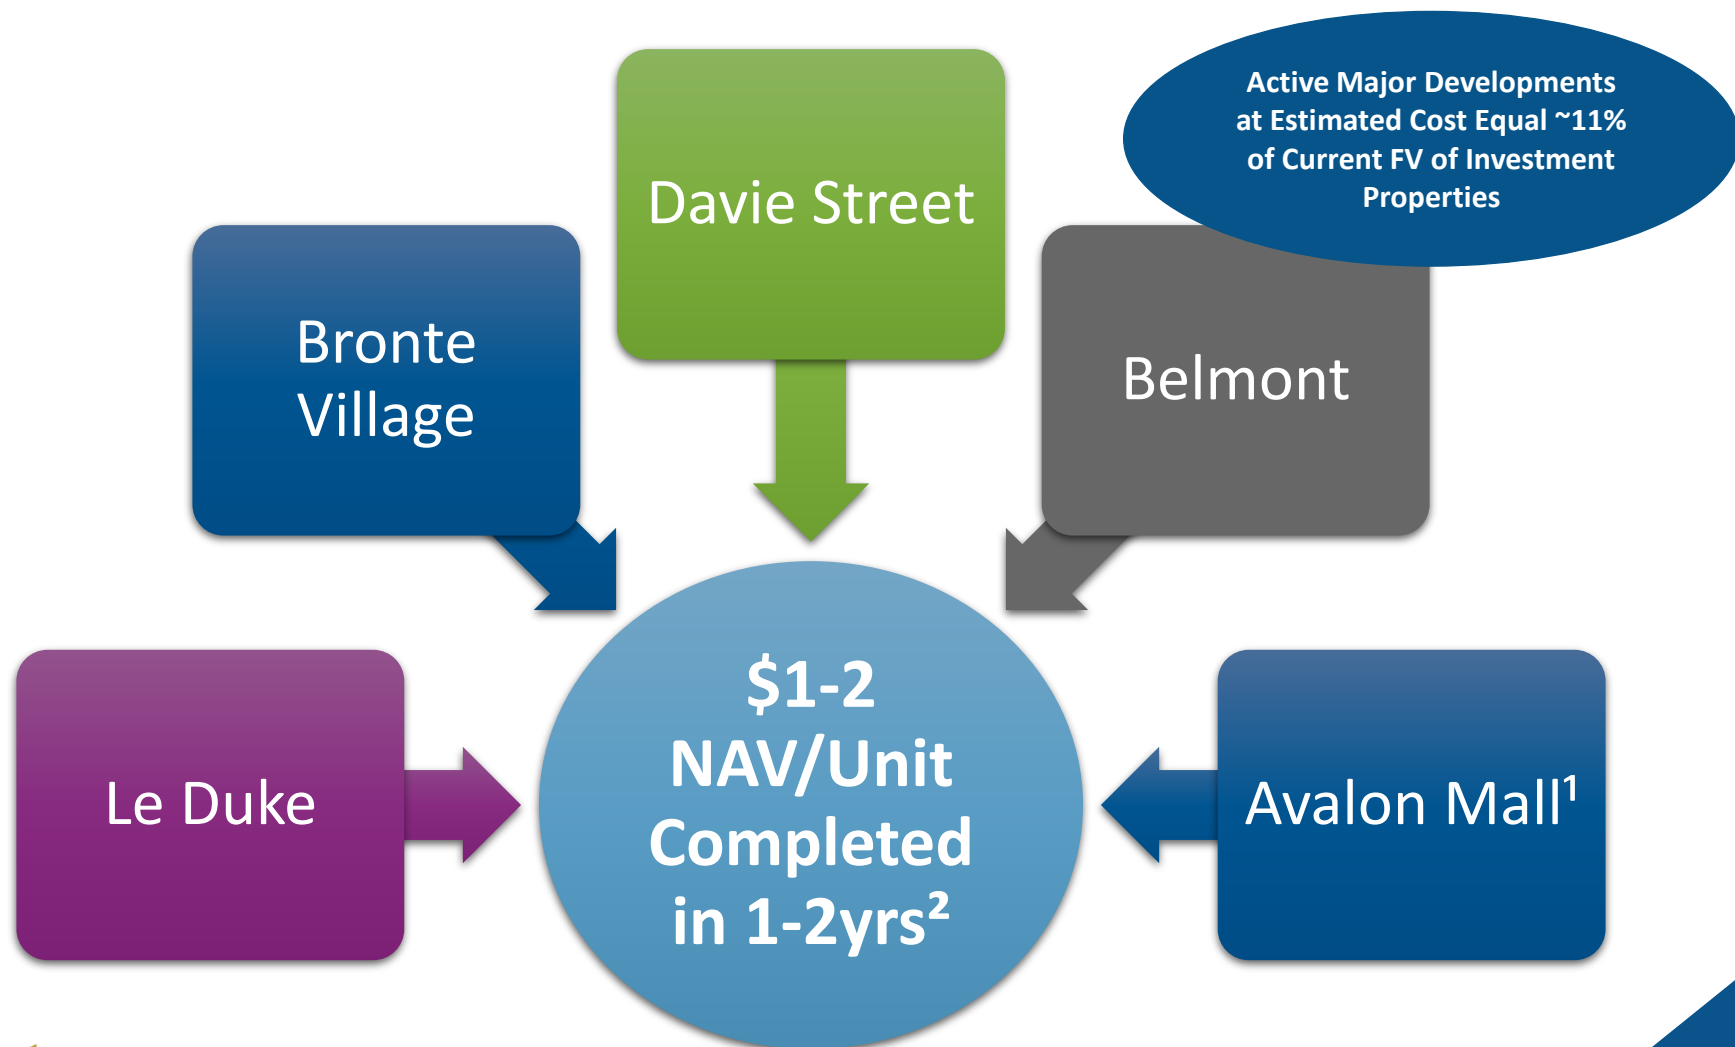 Active Major Developments
at Estimated Cost Equal ~11%
of Current FV of Investment
Properties
Davie Street
Bronte
Village
Belmont
Le Duke
$1-2
NAV/Unit
Completed
in 1-2yrs²
Avalon Mall¹